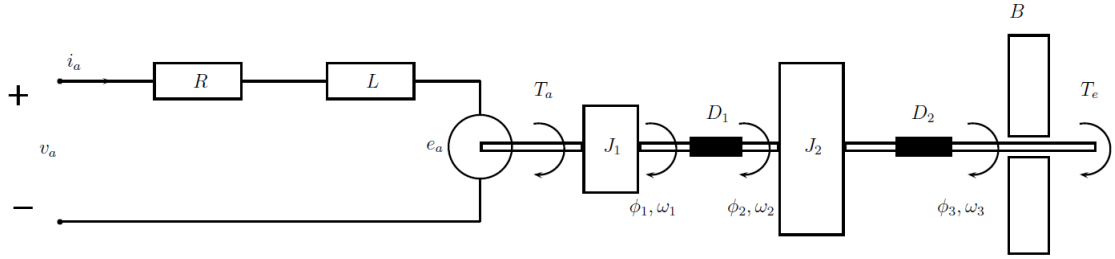 B
+
i_a
R
L
T_a
D_1
D_2
T_e
v_a
e_a
J_1
J_2
−
ϕ_1, ω_1
ϕ_2, ω_2
ϕ_3, ω_3